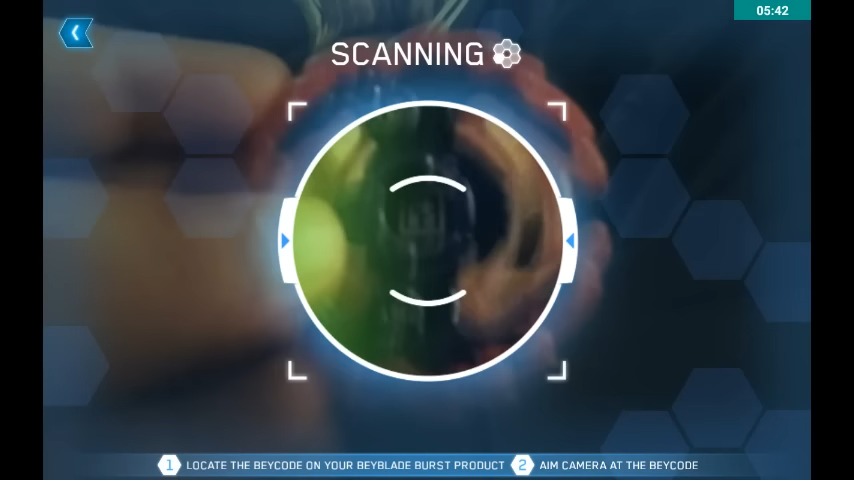 05:42
SCANNING
1 LOCATE THE BEYCODE ON YOUR BEYBLADE BURST PRODUCT 2 AIM CAMERA AT THE BEYCODE